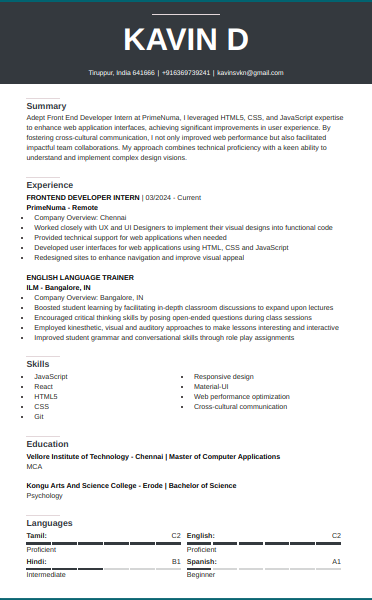 KAVIN D
Tiruppur, India 641666 | +916369739241 | kavinsvkn@gmail.com
Summary
Adept Front End Developer Intern at PrimeNuma, I leveraged HTML5, CSS, and JavaScript expertise
to enhance web application interfaces, achieving significant improvements in user experience. By
fostering cross-cultural communication, I not only improved web performance but also facilitated
impactful team collaborations. My approach combines technical proficiency with a keen ability to
understand and implement complex design visions.
Experience
FRONTEND DEVELOPER INTERN | 03/2024 - Current
PrimeNuma - Remote
• Company Overview: Chennai
• Worked closely with UX and UI Designers to implement their visual designs into functional code
• Provided technical support for web applications when needed
• Developed user interfaces for web applications using HTML, CSS and JavaScript
• Redesigned sites to enhance navigation and improve visual appeal
ENGLISH LANGUAGE TRAINER
ILM - Bangalore, IN
• Company Overview: Bangalore, IN
• Boosted student learning by facilitating in-depth classroom discussions to expand upon lectures
• Encouraged critical thinking skills by posing open-ended questions during class sessions
• Employed kinesthetic, visual and auditory approaches to make lessons interesting and interactive
• Improved student grammar and conversational skills through role play assignments
Skills
• JavaScript
• React
• HTML5
• CSS
• Git
• Responsive design
• Material-UI
• Web performance optimization
• Cross-cultural communication
Education
Vellore Institute of Technology - Chennai | Master of Computer Applications
MCA
Kongu Arts And Science College - Erode | Bachelor of Science
Psychology
Languages
Tamil: C2
Proficient
English: C2
Proficient
Hindi: B1
Intermediate
Spanish: A1
Beginner